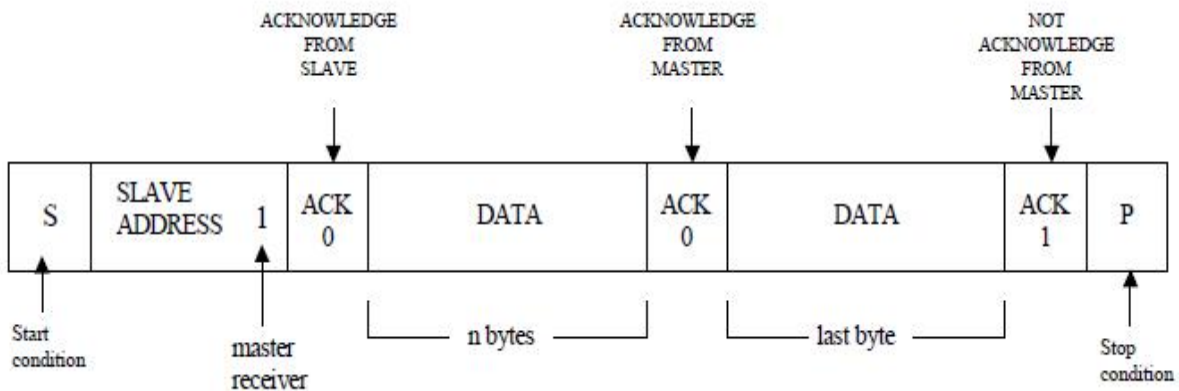 ACKNOWLEDGE
FROM
SLAVE
ACKNOWLEDGE
FROM
MASTER
NOT
ACKNOWLEDGE
FROM
MASTER
S
SLAVE
ADDRESS 1
ACK
0
DATA
ACK
0
DATA
ACK
1
P
Start
condition
master
receiver
n bytes
last byte
Stop
condition